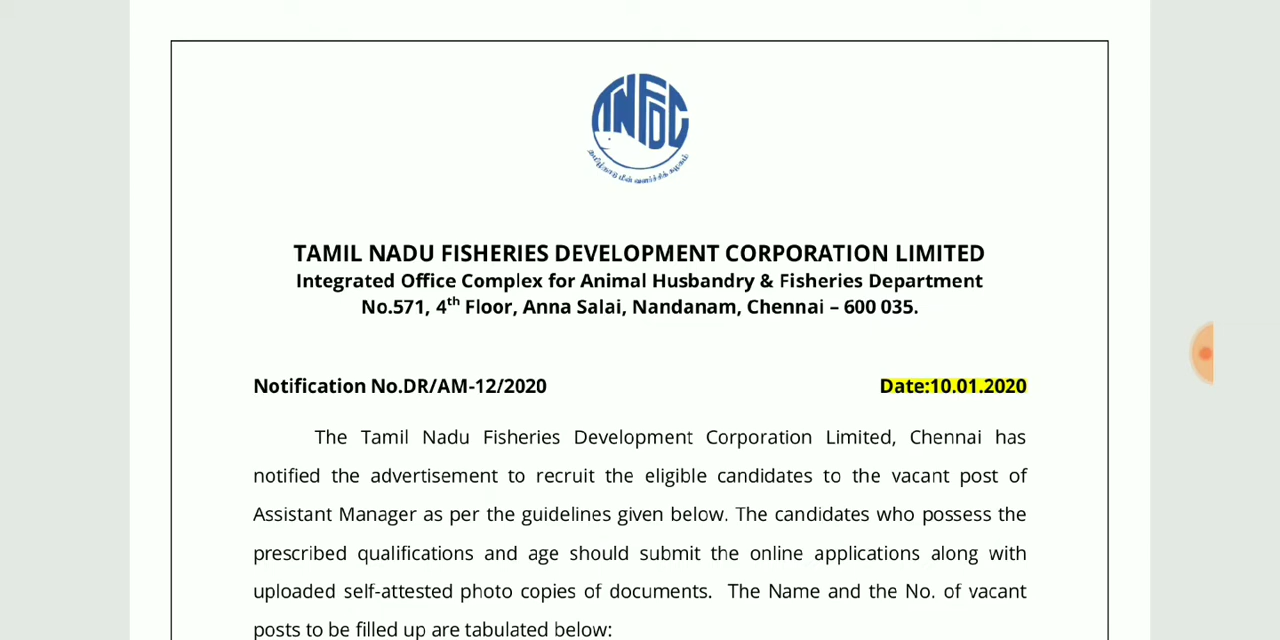 TNFDC
தமிழ்நாடு மீன் வளர்ச்சிக் கழகம்
TAMIL NADU FISHERIES DEVELOPMENT CORPORATION LIMITED
Integrated Office Complex for Animal Husbandry & Fisheries Department
No.571, 4th Floor, Anna Salai, Nandanam, Chennai – 600 035.
Notification No.DR/AM-12/2020 Date:10.01.2020
The Tamil Nadu Fisheries Development Corporation Limited, Chennai has
notified the advertisement to recruit the eligible candidates to the vacant post of
Assistant Manager as per the guidelines given below. The candidates who possess the
prescribed qualifications and age should submit the online applications along with
uploaded self-attested photo copies of documents. The Name and the No. of vacant
posts to be filled up are tabulated below: